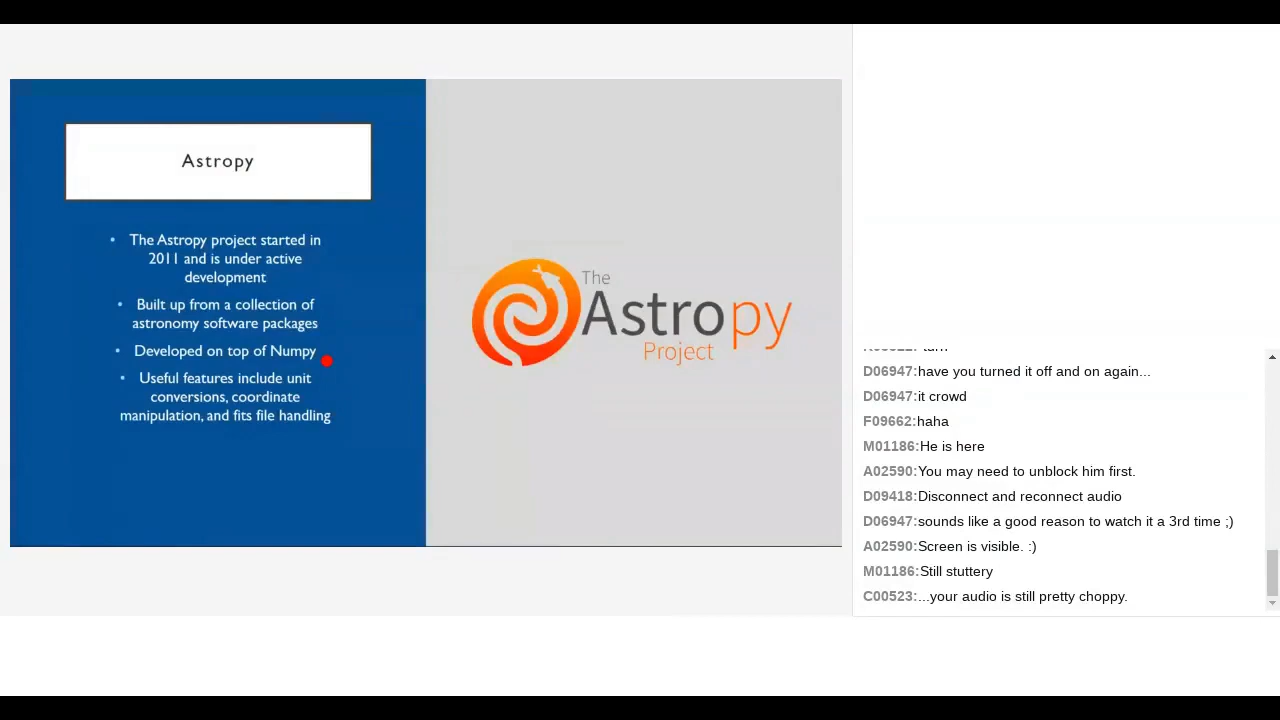 Astropy
• The Astropy project started in
2011 and is under active
development
• Built up from a collection of
astronomy software packages
• Developed on top of Numpy
• Useful features include unit
conversions, coordinate
manipulation, and fits file handling
The
Astropy
Project
D06947:have you turned it off and on again...
D06947:it crowd
F09662:haha
M01186:He is here
A02590:You may need to unblock him first.
D09418:Disconnect and reconnect audio
D06947:sounds like a good reason to watch it a 3rd time ;)
A02590:Screen is visible. :)
M01186:Still stuttery
C00523:...your audio is still pretty choppy.